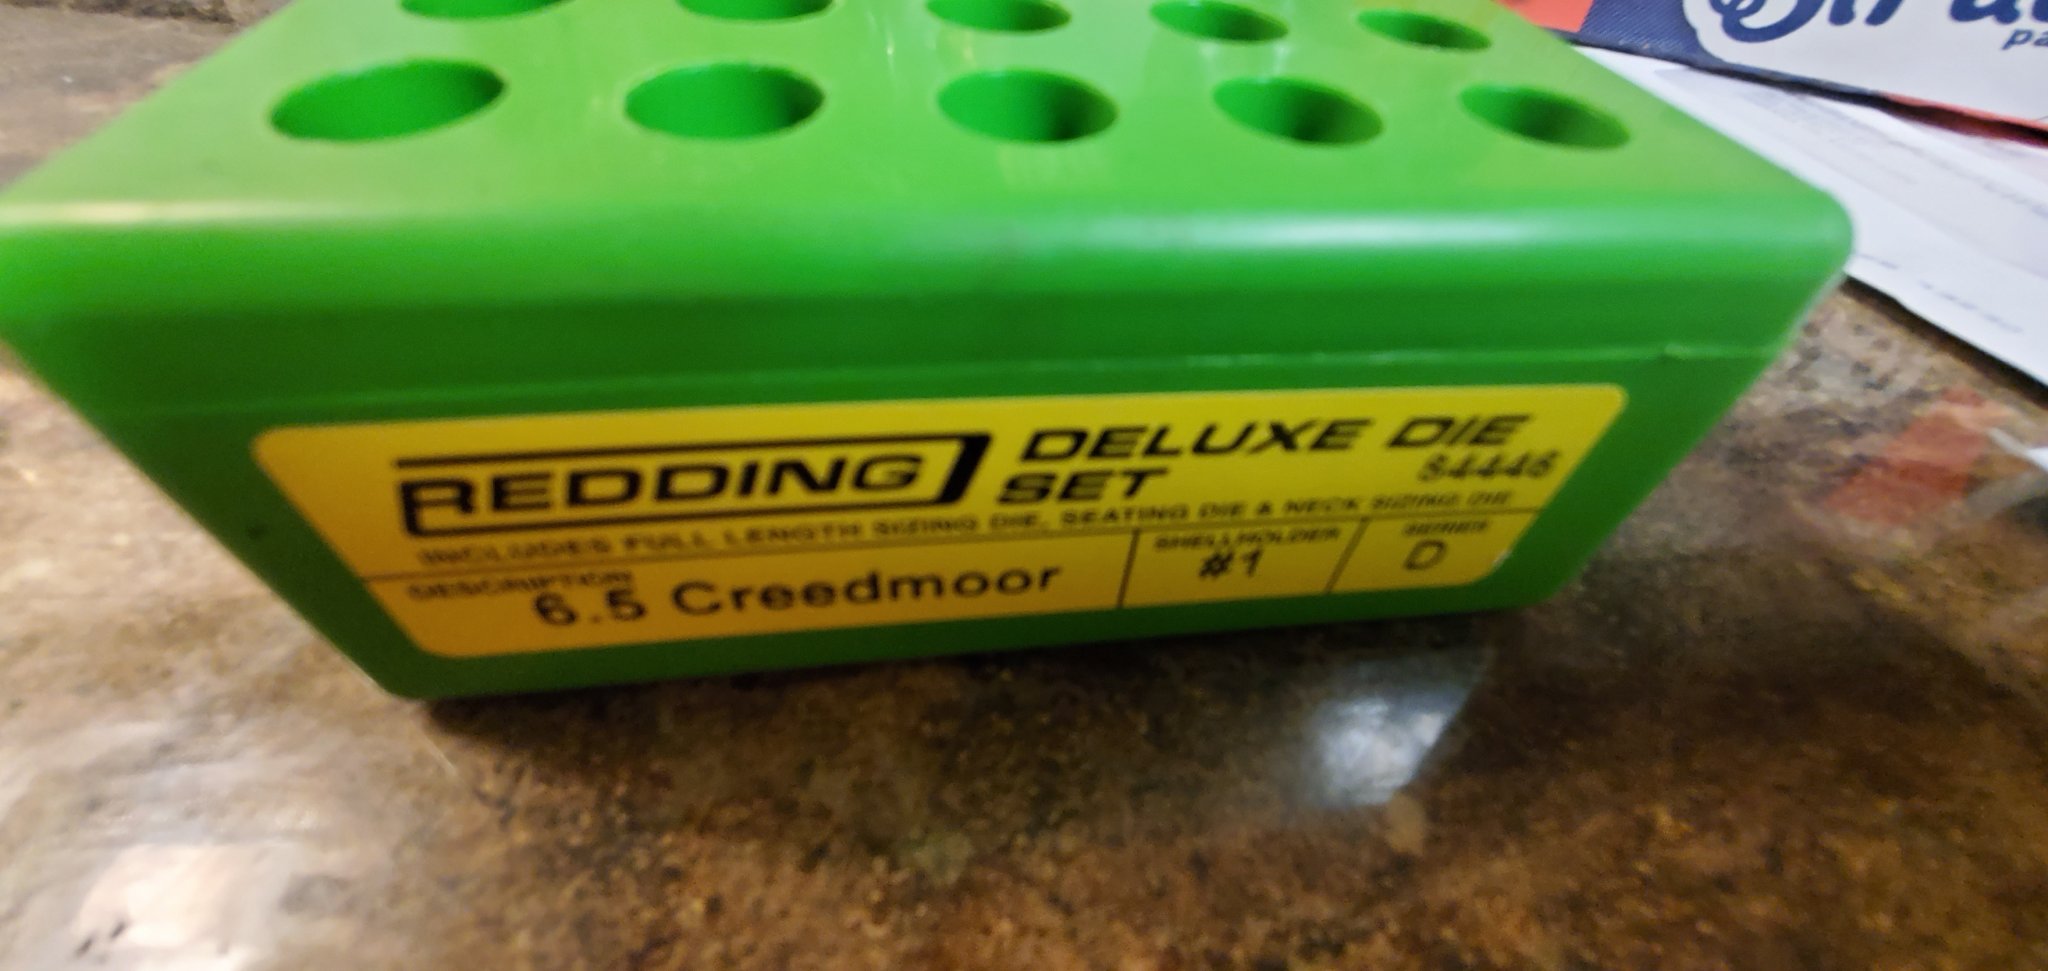 REDDING DELUXE DIE
SET
84446
INCLUDES FULL LENGTH SIZING DIE, SEATING DIE & NECK SIZING DIE
DESCRIPTION
6.5 Creedmoor
SHELLHOLDER
#1
SERIES
D